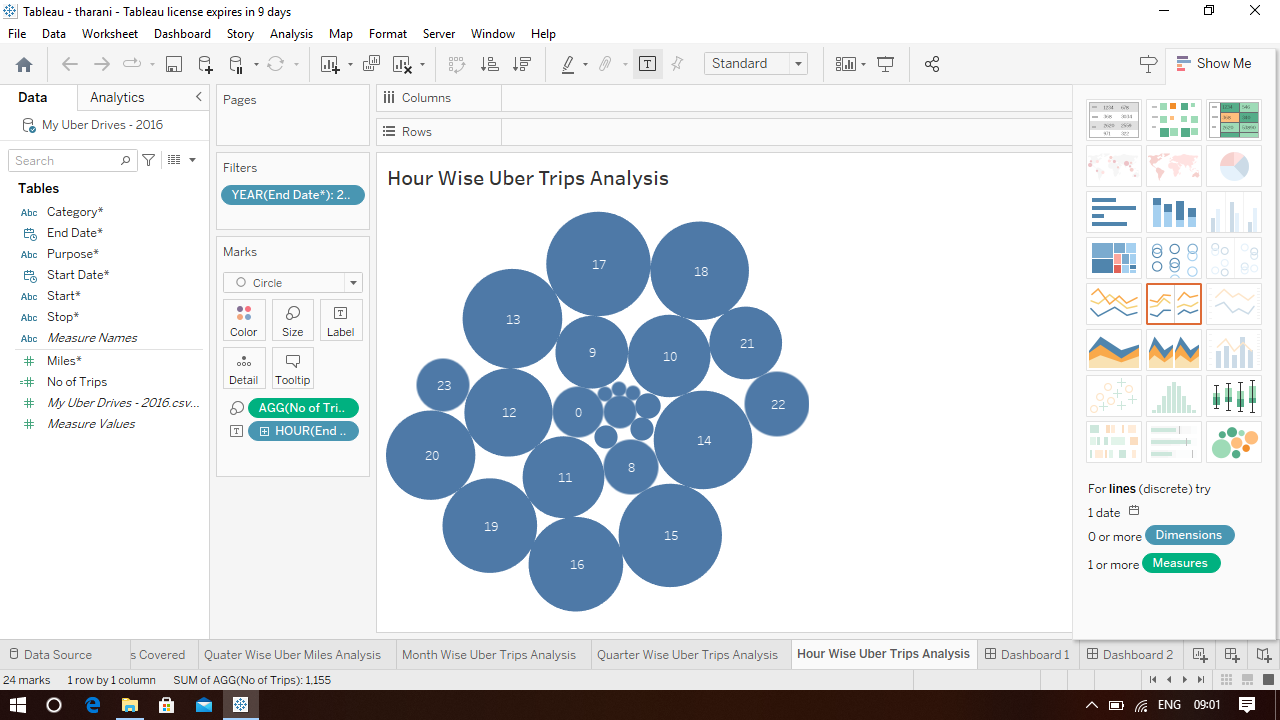 Tableau - tharani - Tableau license expires in 9 days
File Data Worksheet Dashboard Story Analysis Map Format Server Window Help
Standard
Show Me
Data Analytics
My Uber Drives - 2016
Search
Tables
Abc Category*
End Date*
Abc Purpose*
Start Date*
Abc Start*
Abc Stop*
Abc Measure Names
Miles*
No of Trips
My Uber Drives - 2016.csv...
Measure Values
Pages
Filters
YEAR(End Date*): 2..
Marks
Circle
Color Size Label
Detail Tooltip
AGG(No of Tri..
HOUR(End ..
Columns
Rows
Hour Wise Uber Trips Analysis
17
18
13
21
9
10
23
22
12
0
14
20
8
11
19
15
16
For lines (discrete) try
1 date
0 or more Dimensions
1 or more Measures
Data Source s Covered Quater Wise Uber Miles Analysis Month Wise Uber Trips Analysis Quarter Wise Uber Trips Analysis Hour Wise Uber Trips Analysis Dashboard 1 Dashboard 2
24 marks 1 row by 1 column SUM of AGG(No of Trips): 1,155
ENG 09:01